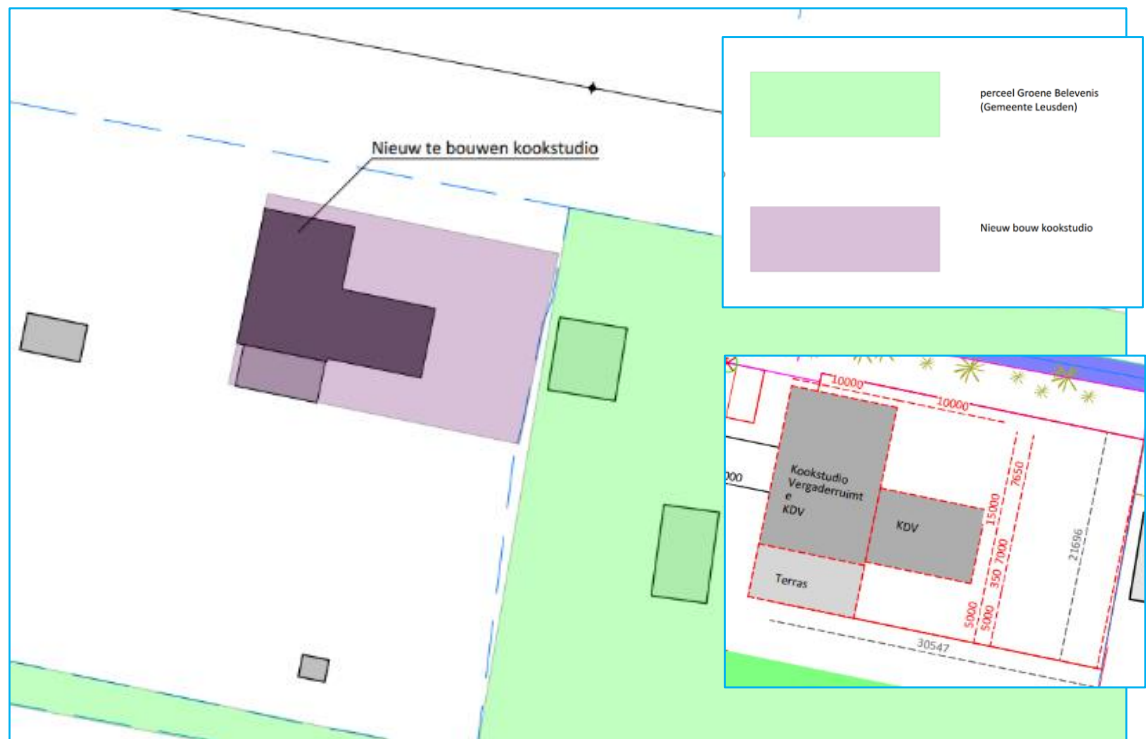 Nieuw te bouwen kookstudio
perceel Groene Belevenis
(Gemeente Leusden)
Nieuw bouw kookstudio
10000
10000
Kookstudio
Vergaderruimt
e
KDV
KDV
Terras
7650
15000
7000
350
5000
5000
21696
30547